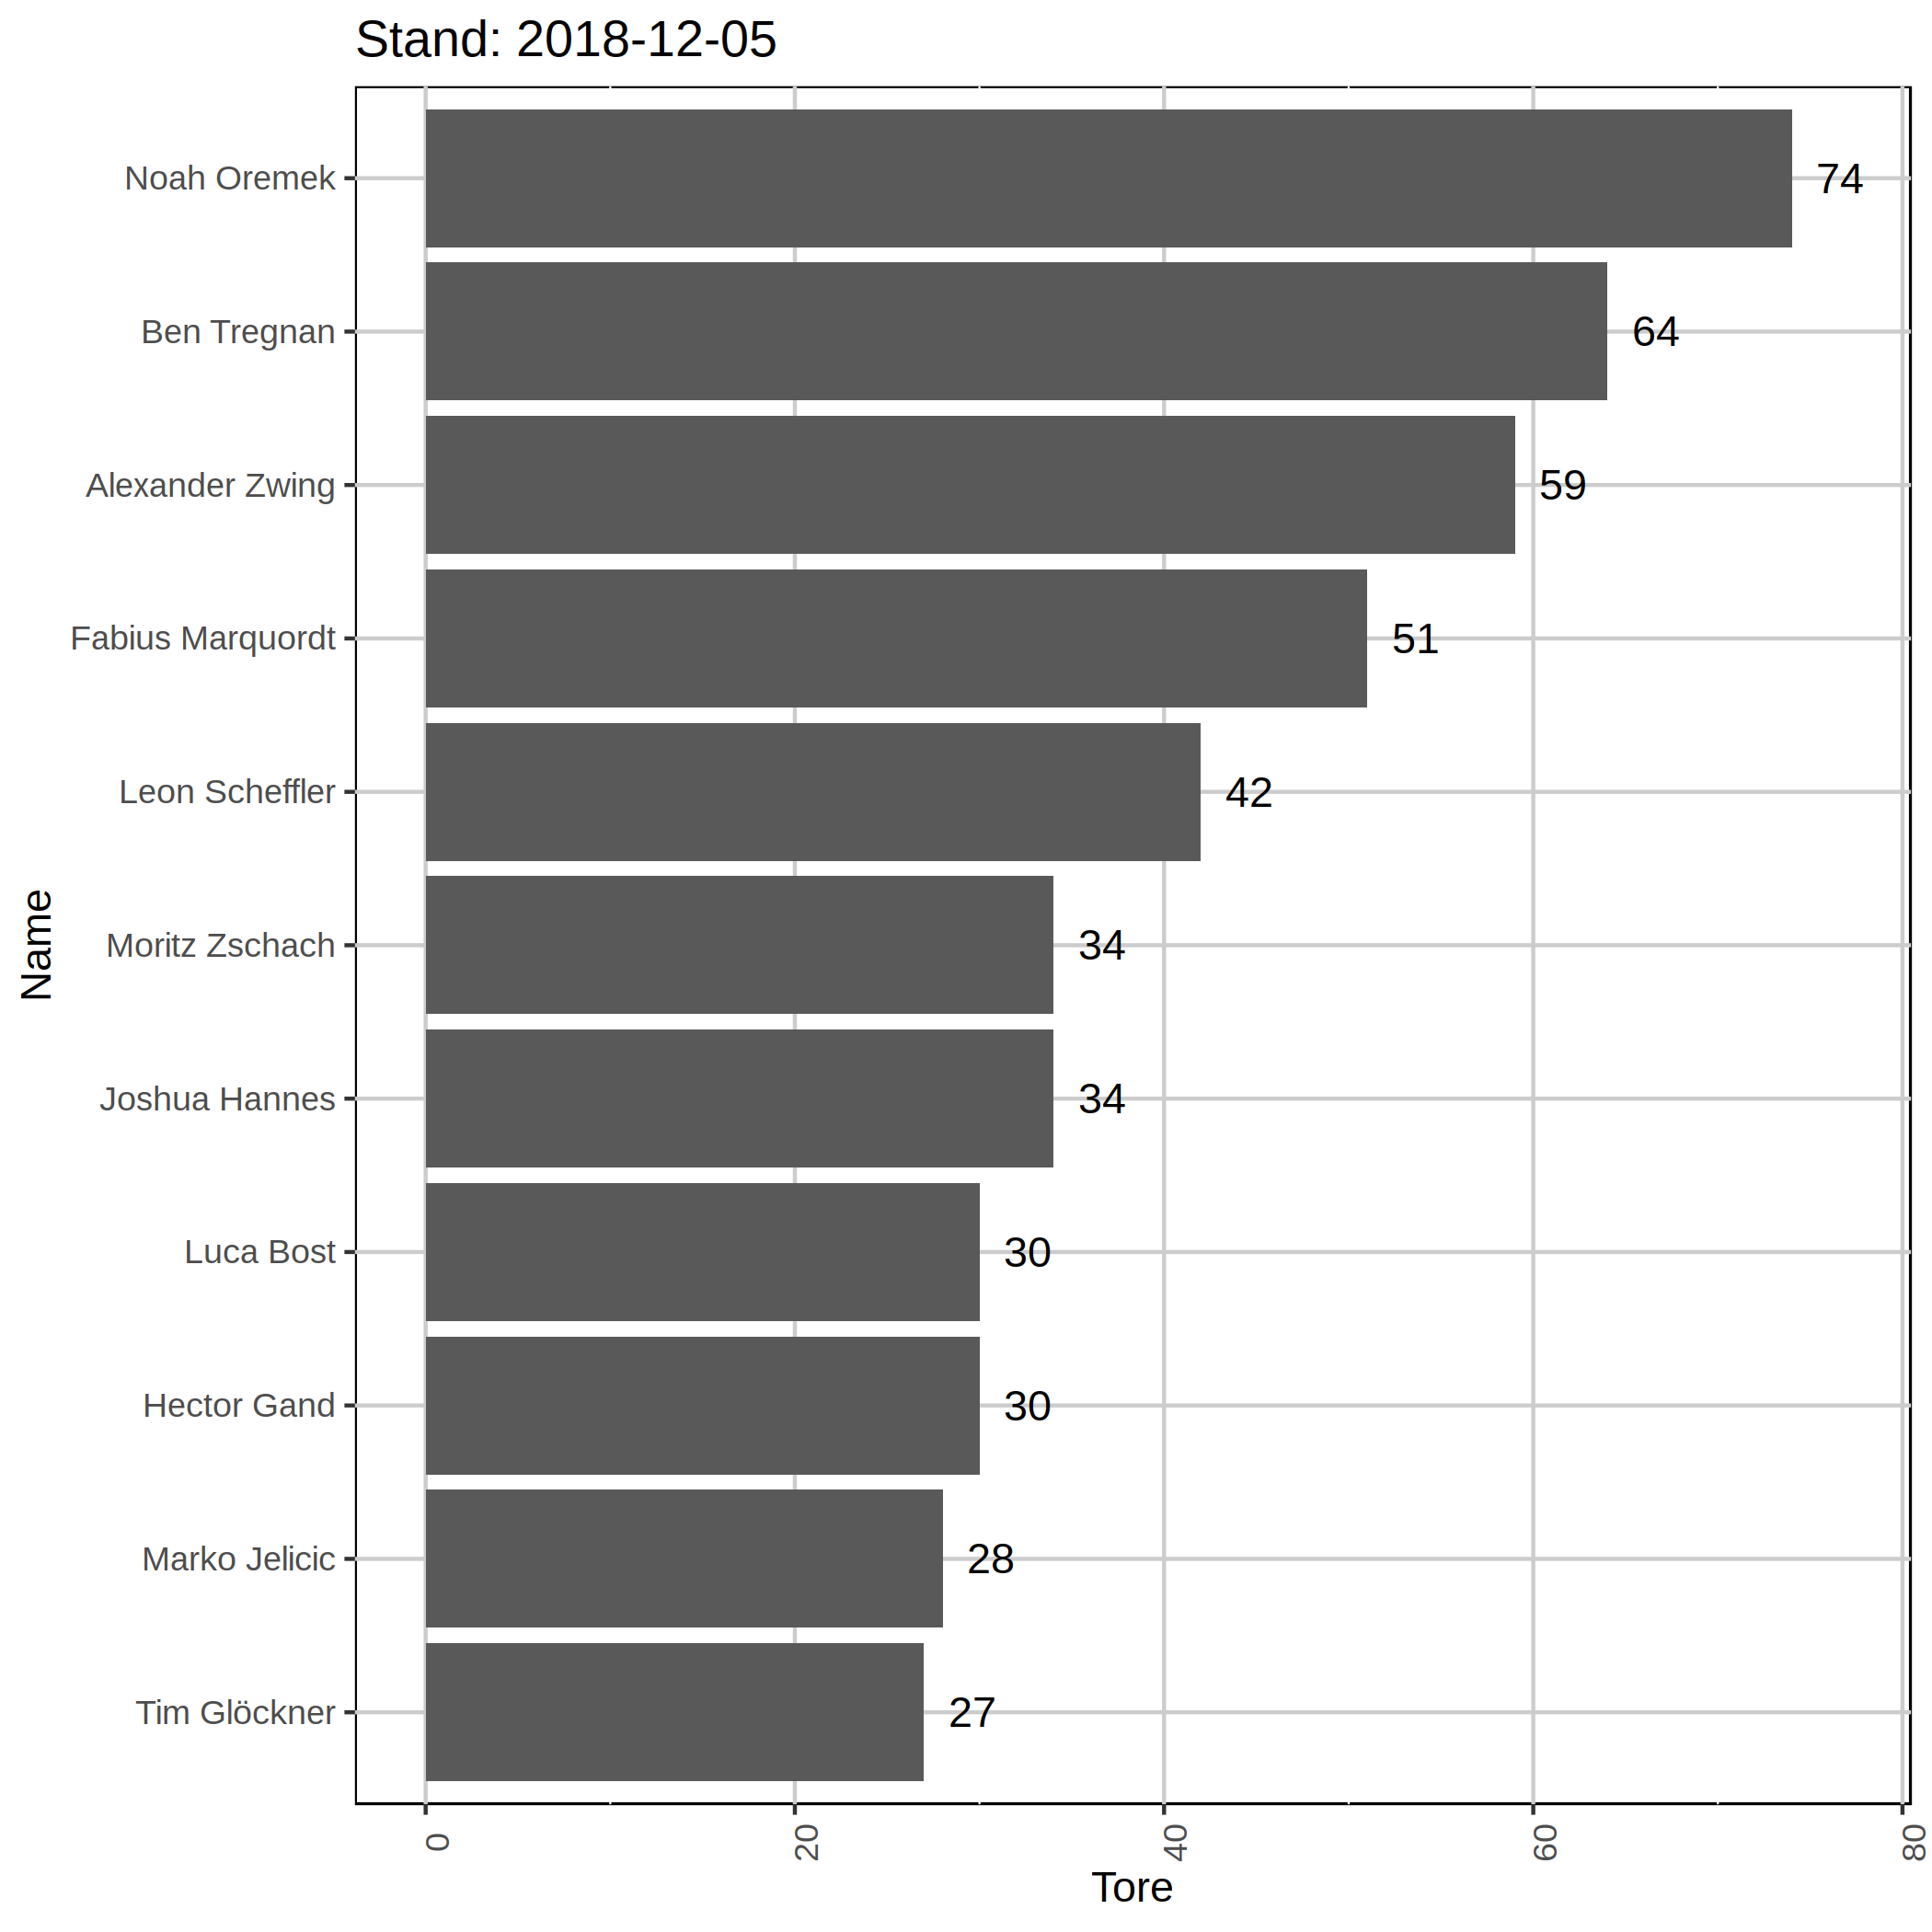 Stand: 2018-12-05
Noah Oremek 74
Ben Tregnan 64
Alexander Zwing 59
Fabius Marquordt 51
Leon Scheffler 42
Moritz Zschach 34
Joshua Hannes 34
Luca Bost 30
Hector Gand 30
Marko Jelicic 28
Tim Glöckner 27
Name
0 20 40 60 80
Tore